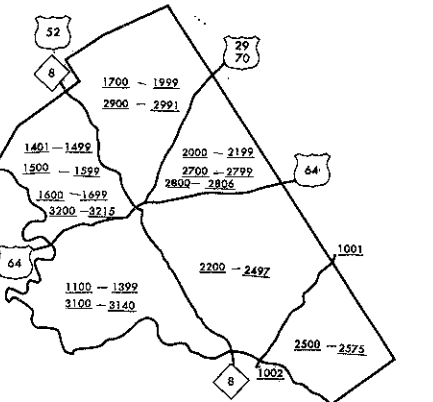 52
8
29
70
1700 – 1999
2900 – 2991
1401 – 1499
1500 – 1599
1600 – 1699
3200 – 3215
2000 – 2199
2700 – 2799
2800 – 2806
64
64
1001
2200 – 2497
1100 – 1399
3100 – 3140
2500 – 2575
1002
8